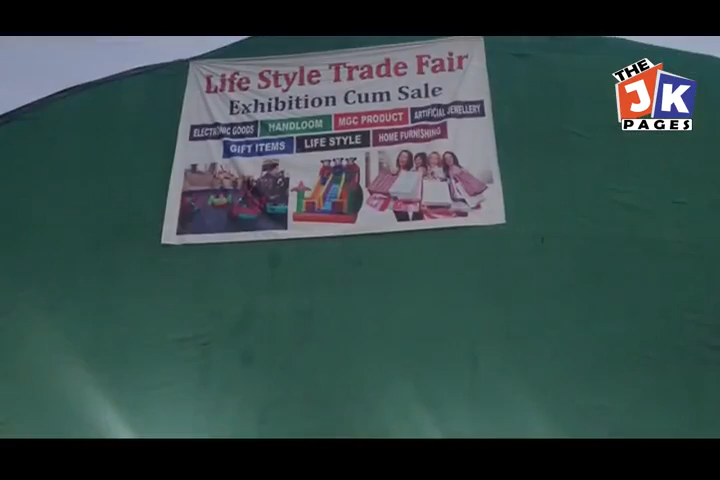 Life Style Trade Fair
Exhibition Cum Sale
ELECTRONIC GOODS HANDLOOM MGC PRODUCT ARTIFICIAL JEWELLERY
GIFT ITEMS LIFE STYLE HOME FURNISHING
THE
JK
PAGES